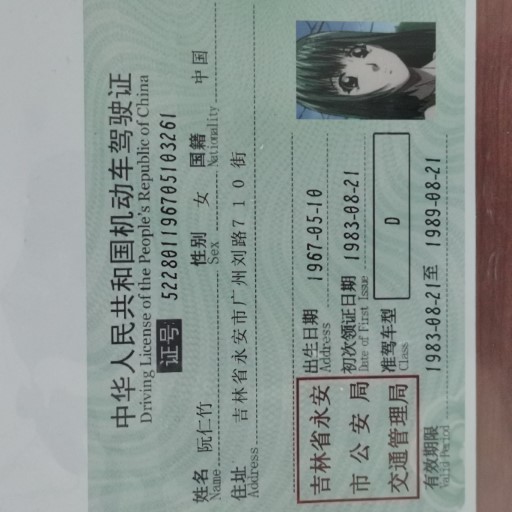 中华人民共和国机动车驾驶证
Driving License of the People's Republic of China
证号 522801196705103261
姓名 阮仁竹 性别 女 国籍 中国
Name Sex Nationality
住址 吉林省永安市广州刘路710街
Address
吉林省永安
市公安局
交通管理局
出生日期 1967-05-10
Address
初次领证日期 1983-08-21
Date of First Issue
准驾车型 D
Class
有效期限 1983-08-21至 1989-08-21
Valid Period